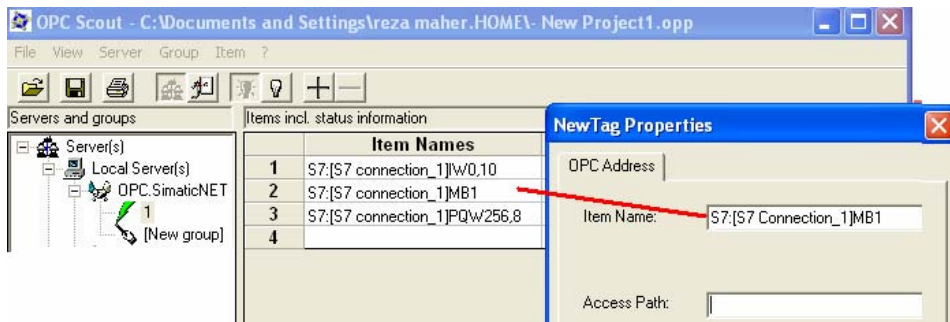 OPC Scout - C:\Documents and Settings\reza maher.HOME\- New Project1.opp
File View Server Group Item ?
Servers and groups
Items incl. status information
Server(s)
Local Server(s)
OPC.SimaticNET
1
[New group]
Item Names
1 S7:[S7 connection_1]IW0,10
2 S7:[S7 connection_1]MB1
3 S7:[S7 connection_1]PQW256,8
4
NewTag Properties
OPC Address
Item Name: S7:[S7 Connection_1]MB1
Access Path: